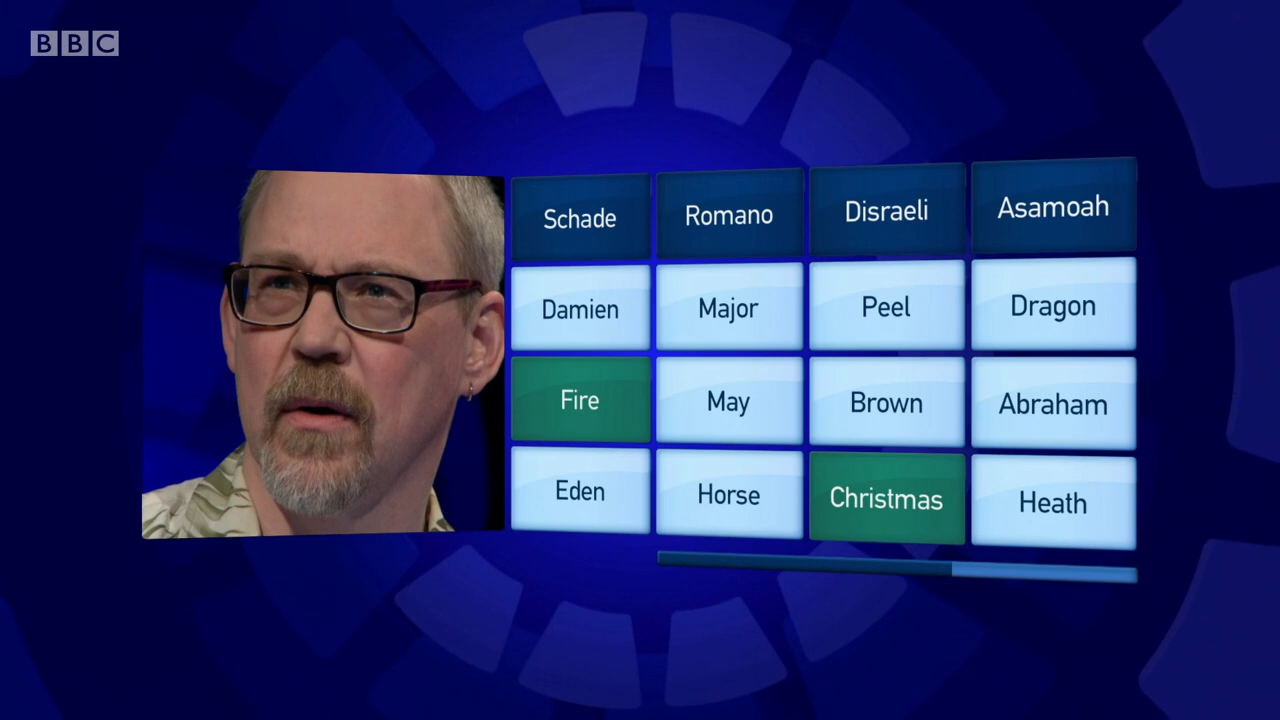 BBC
Schade
Romano
Disraeli
Asamoah
Damien
Major
Peel
Dragon
Fire
May
Brown
Abraham
Eden
Horse
Christmas
Heath